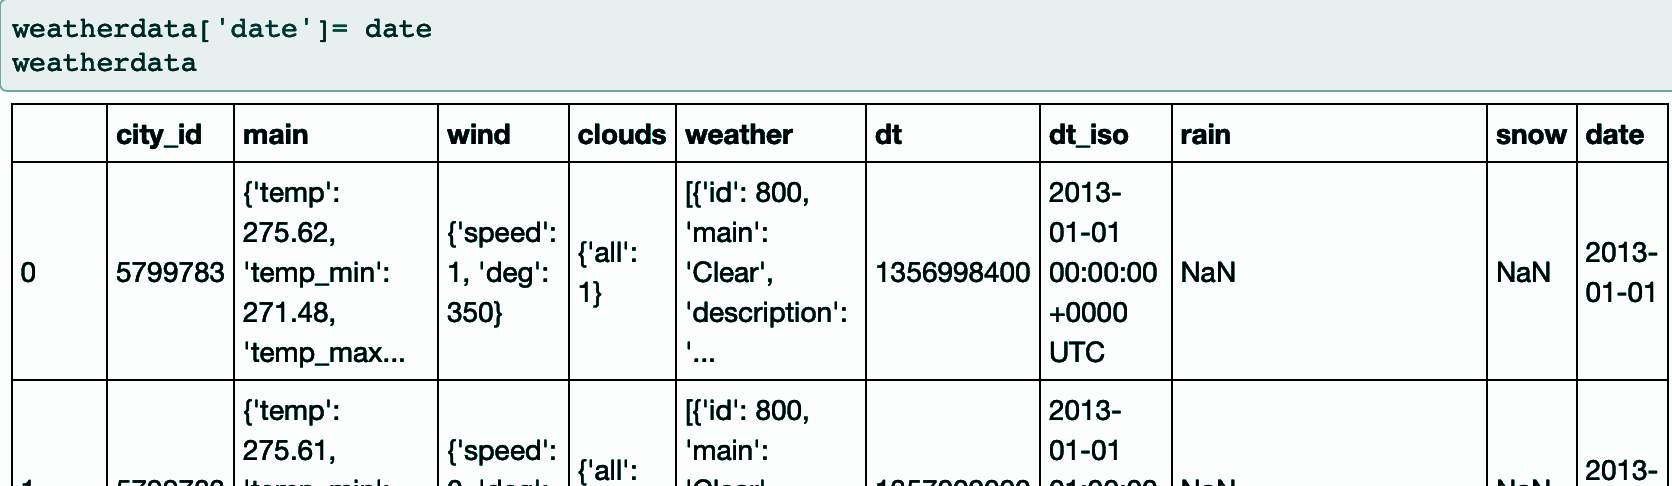 weatherdata['date']= date
weatherdata
city_id main wind clouds weather dt dt_iso rain snow date
0
5799783
{'temp':
275.62,
'temp_min':
271.48,
'temp_max...
{'speed':
1, 'deg':
350}
{'all':
1}
[{'id': 800,
'main':
'Clear',
'description':
'...
1356998400
2013-
01-01
00:00:00
+0000
UTC
NaN
NaN
2013-
01-01
{'temp':
275.61,
{'speed':
{'all':
[{'id': 800,
'main':
2013-
01-01
2013-